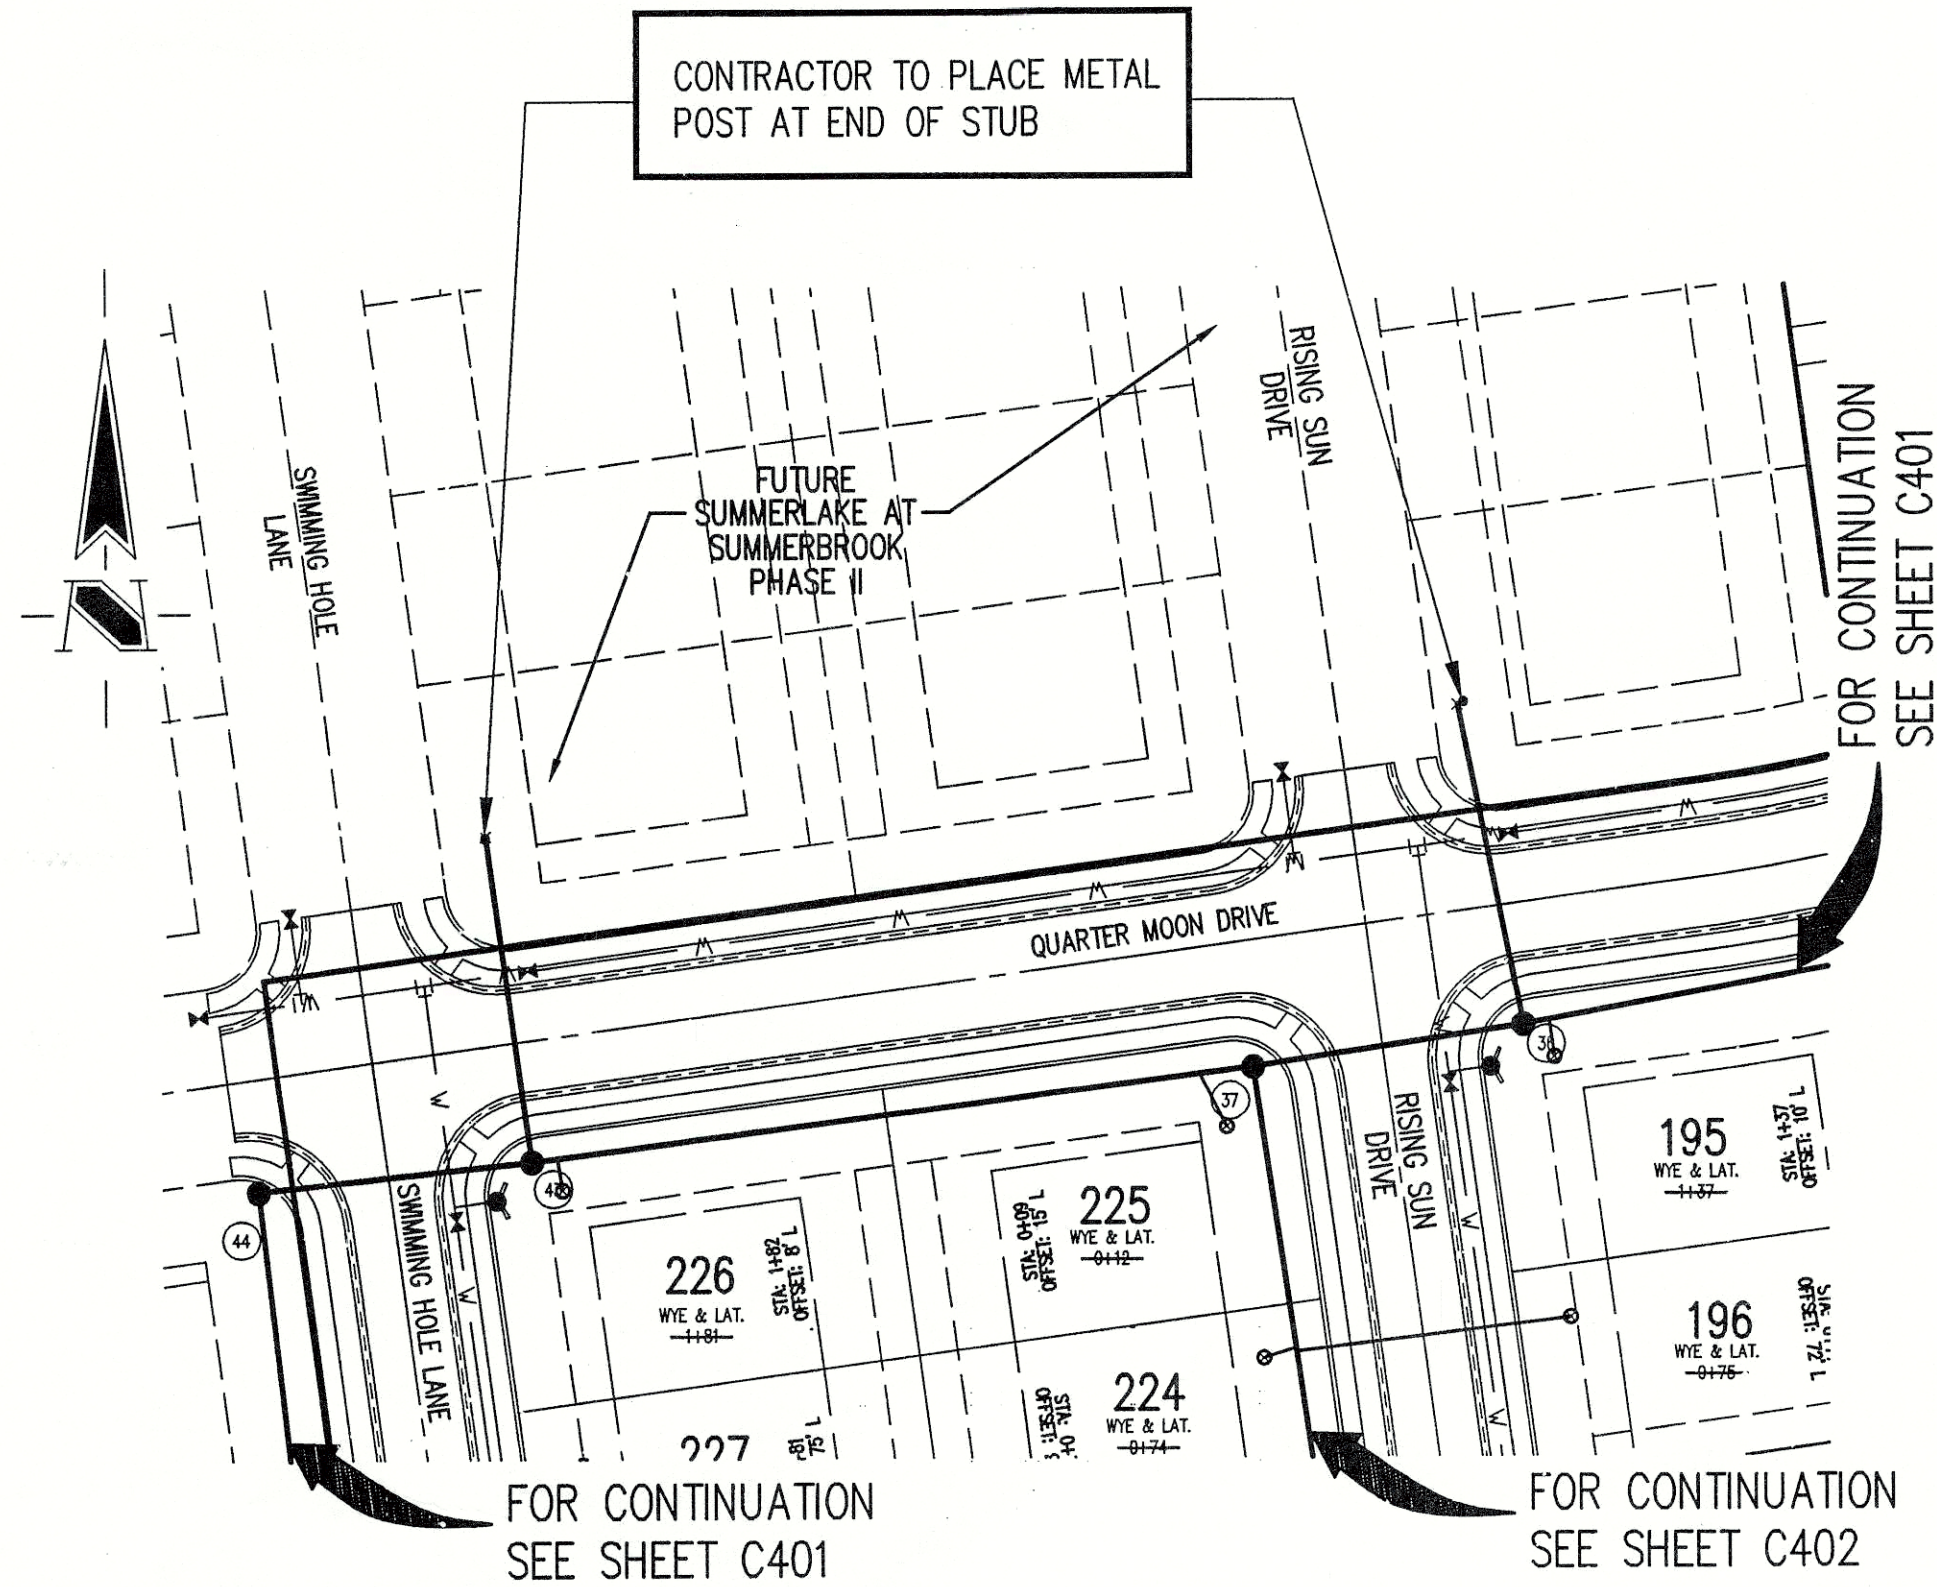 CONTRACTOR TO PLACE METAL
POST AT END OF STUB
RISING SUN
DRIVE
SWIMMING HOLE
LANE
FUTURE
SUMMERLAKE AT
SUMMERBROOK
PHASE II
FOR CONTINUATION
SEE SHEET C401
N
W
W
W
W
W
W
W
QUARTER MOON DRIVE
W
W
W
W
W
44
37
RISING SUN
DRIVE
SWIMMING HOLE LANE
195
WYE & LAT.
1+37
STA: 1+37
OFFSET: 10' L
225
WYE & LAT.
0+12
STA: 0+09
OFFSET: 15' L
226
WYE & LAT.
1+81
STA: 1+82
OFFSET: 8' L
196
WYE & LAT.
0+75
OFFSET: 72' L
224
WYE & LAT.
0+74
227
75' L
FOR CONTINUATION
SEE SHEET C401
FOR CONTINUATION
SEE SHEET C402